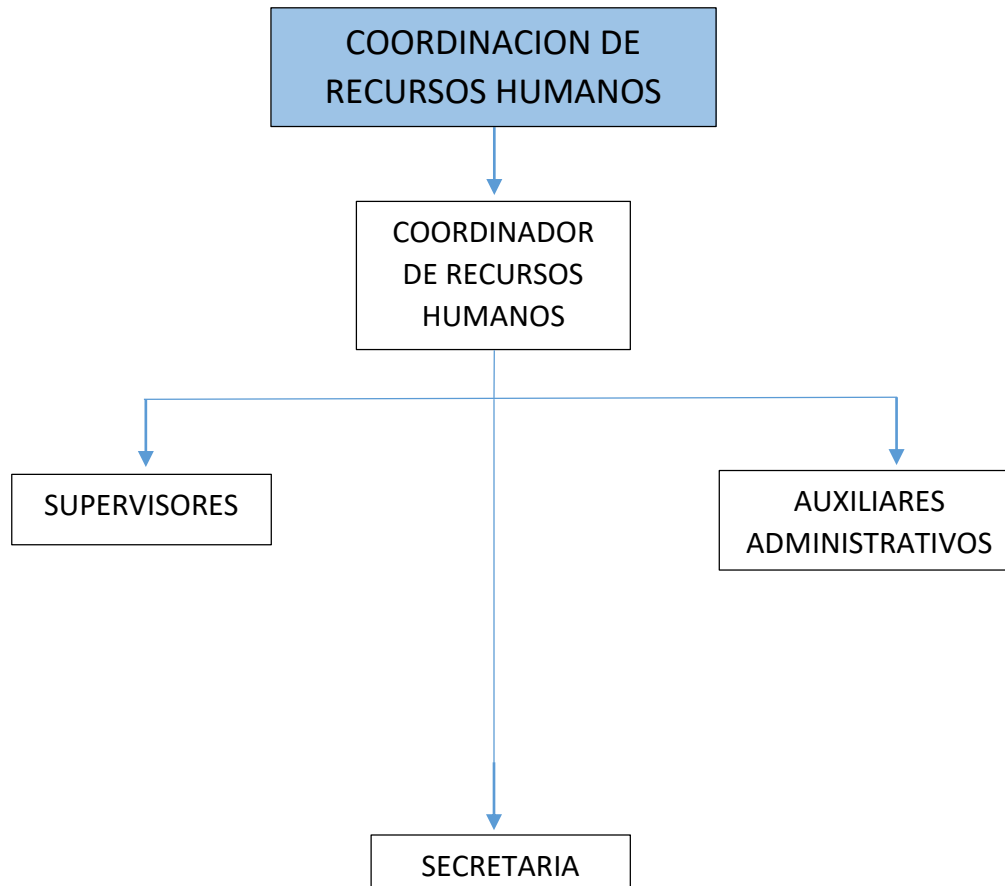 COORDINACION DE
RECURSOS HUMANOS
COORDINADOR
DE RECURSOS
HUMANOS
SUPERVISORES
AUXILIARES
ADMINISTRATIVOS
SECRETARIA